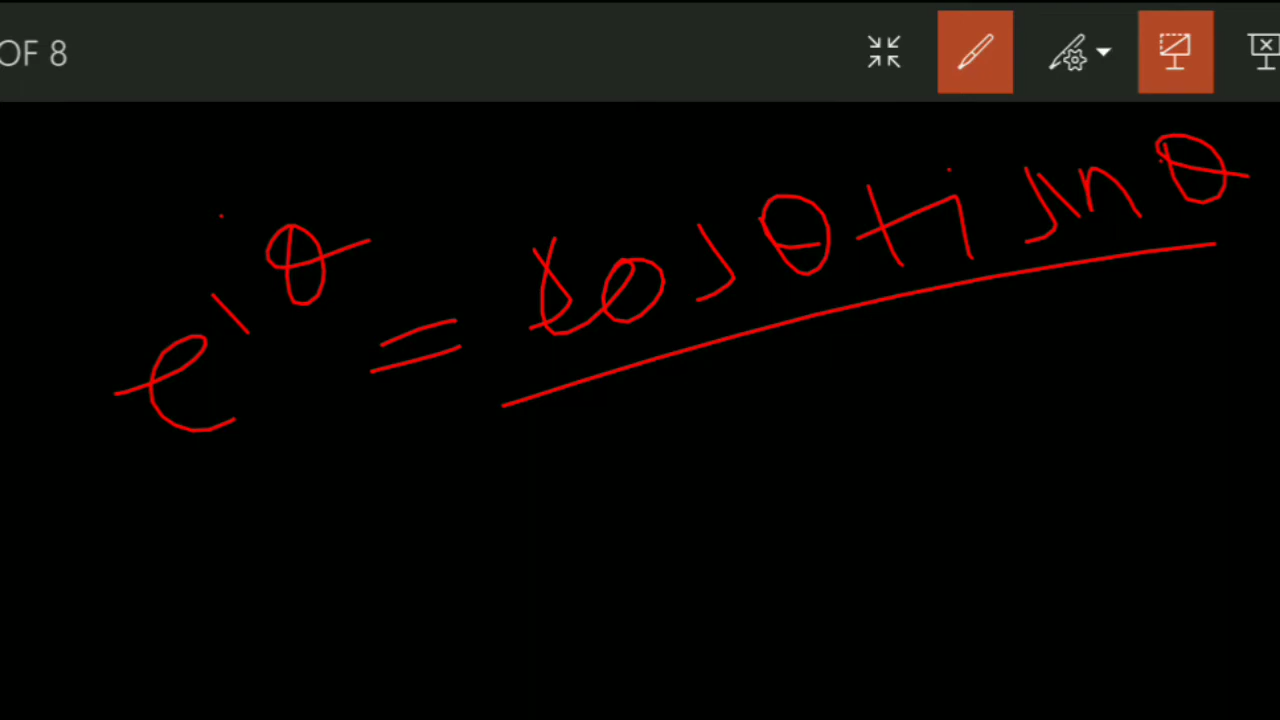 OF 8
e^{iθ} = cosθ + i sinθ